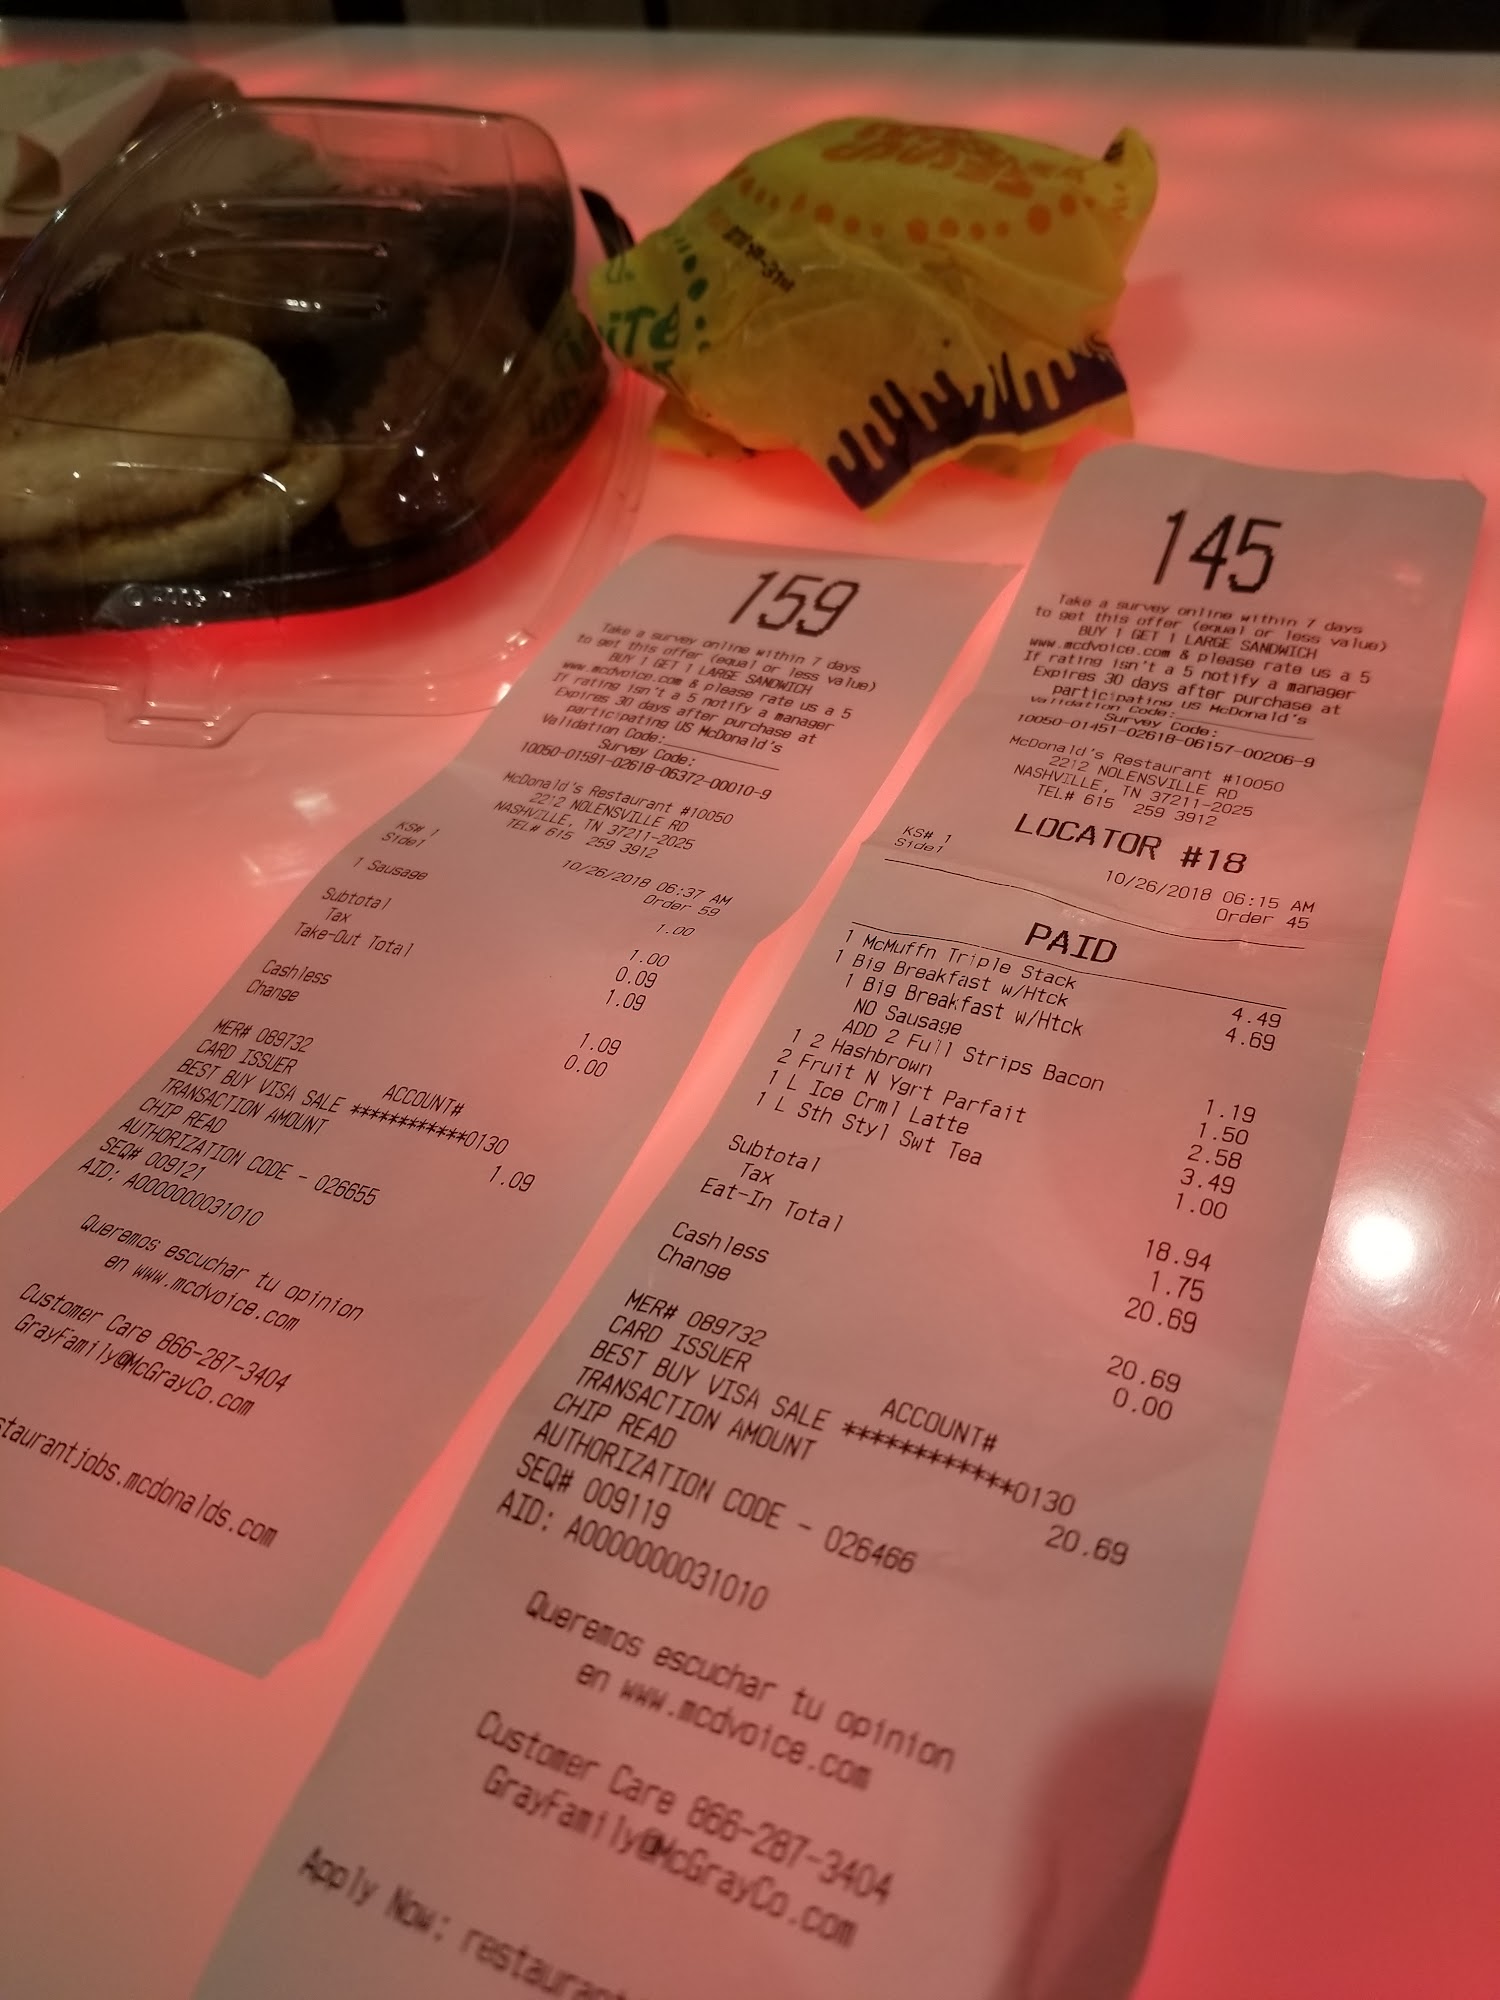 159
Take a survey online within 7 days
to get this offer (equal or less value)
BUY 1 GET 1 LARGE SANDWICH
www.mcdvoice.com & please rate us a 5
If rating isn't a 5 notify a manager
Expires 30 days after purchase at
participating US McDonald's
Validation Code:
Survey Code:
10050-01591-02618-06372-00010-9
McDonald's Restaurant #10050
2212 NOLENSVILLE RD
NASHVILLE, TN 37211-2025
TEL# 615 259 3912
KS# 1
Side1
10/26/2018 06:37 AM
Order 59
1 Sausage 1.00
Subtotal 1.00
Tax 0.09
Take-Out Total 1.09
Cashless 1.09
Change 0.00
MER# 089732
CARD ISSUER ACCOUNT#
BEST BUY VISA SALE ************0130
TRANSACTION AMOUNT 1.09
CHIP READ
AUTHORIZATION CODE - 026655
SEQ# 009121
AID: A0000000031010
Queremos escuchar tu opinion
en www.mcdvoice.com
Customer Care 866-287-3404
GrayFamily@McGrayCo.com
staurantjobs.mcdonalds.com
145
Take a survey online within 7 days
to get this offer (equal or less value)
BUY 1 GET 1 LARGE SANDWICH
www.mcdvoice.com & please rate us a 5
If rating isn't a 5 notify a manager
Expires 30 days after purchase at
participating US McDonald's
Validation Code:
Survey Code:
10050-01451-02618-06157-00206-9
McDonald's Restaurant #10050
2212 NOLENSVILLE RD
NASHVILLE, TN 37211-2025
TEL# 615 259 3912
LOCATOR #18
KS# 1
Side1
10/26/2018 06:15 AM
Order 45
PAID
1 McMuffn Triple Stack 4.49
1 Big Breakfast w/Htck 4.69
1 Big Breakfast w/Htck
NO Sausage
ADD 2 Full Strips Bacon 1.19
1 2 Hashbrown 1.50
2 Fruit N Ygrt Parfait 2.58
1 L Ice Crml Latte 3.49
1 L Sth Styl Swt Tea 1.00
Subtotal 18.94
Tax 1.75
Eat-In Total 20.69
Cashless 20.69
Change 0.00
MER# 089732
CARD ISSUER ACCOUNT#
BEST BUY VISA SALE ************0130
TRANSACTION AMOUNT 20.69
CHIP READ
AUTHORIZATION CODE - 026466
SEQ# 009119
AID: A0000000031010
Queremos escuchar tu opinion
en www.mcdvoice.com
Customer Care 866-287-3404
GrayFamily@McGrayCo.com
Apply Now: restaurant